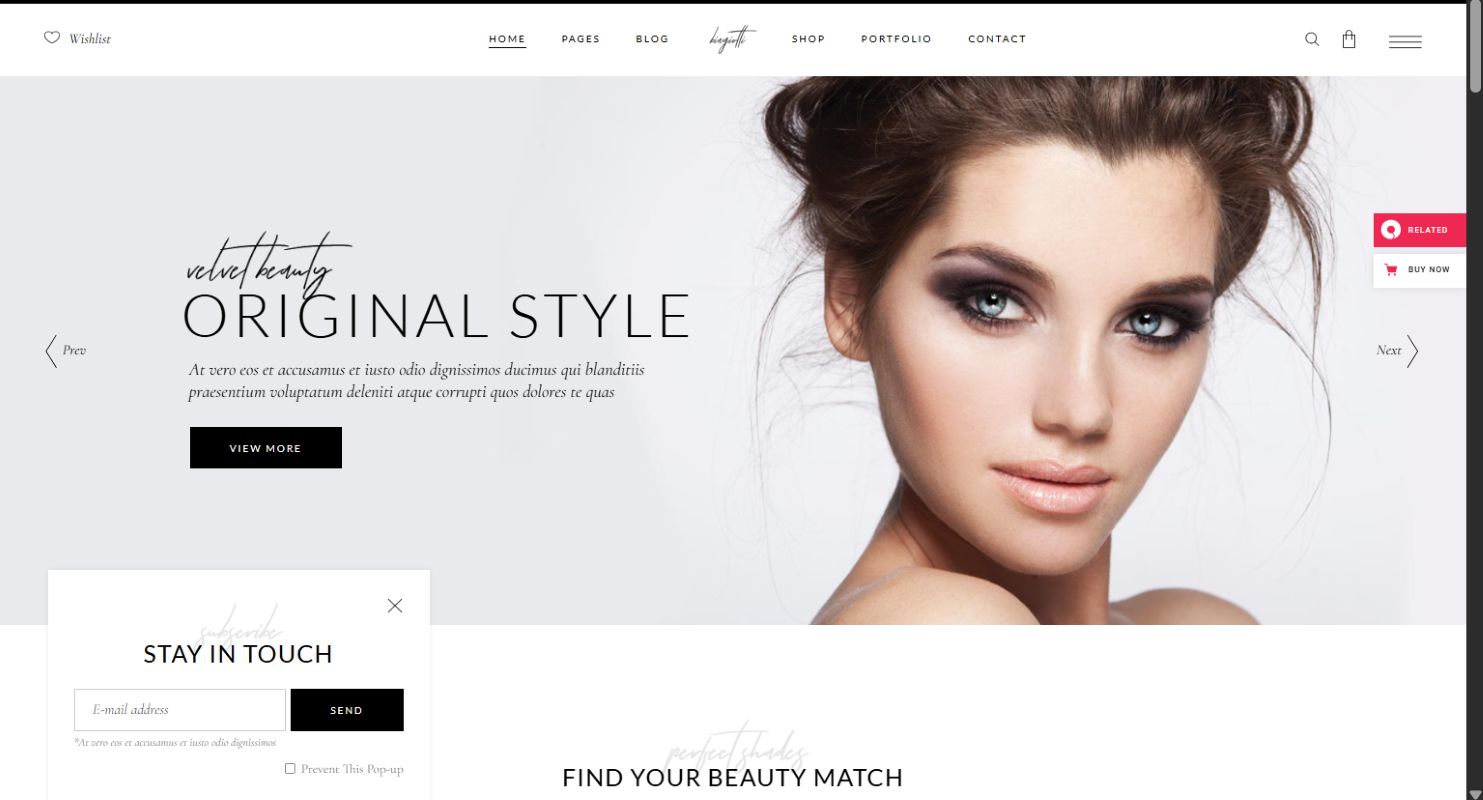 Wishlist
HOME
PAGES
BLOG
biagiotti
SHOP
PORTFOLIO
CONTACT
RELATED
BUY NOW
velvet beauty
ORIGINAL STYLE
Prev
Next
At vero eos et accusamus et iusto odio dignissimos ducimus qui blanditiis
praesentium voluptatum deleniti atque corrupti quos dolores te quas
VIEW MORE
subscribe
STAY IN TOUCH
E-mail address
SEND
*At vero eos et accusamus et iusto odio dignissimos
Prevent This Pop-up
perfect shades
FIND YOUR BEAUTY MATCH